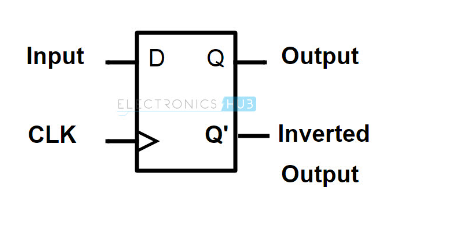 Input D Q Output
ELECTRONICS HUB
CLK Q' Inverted
Output